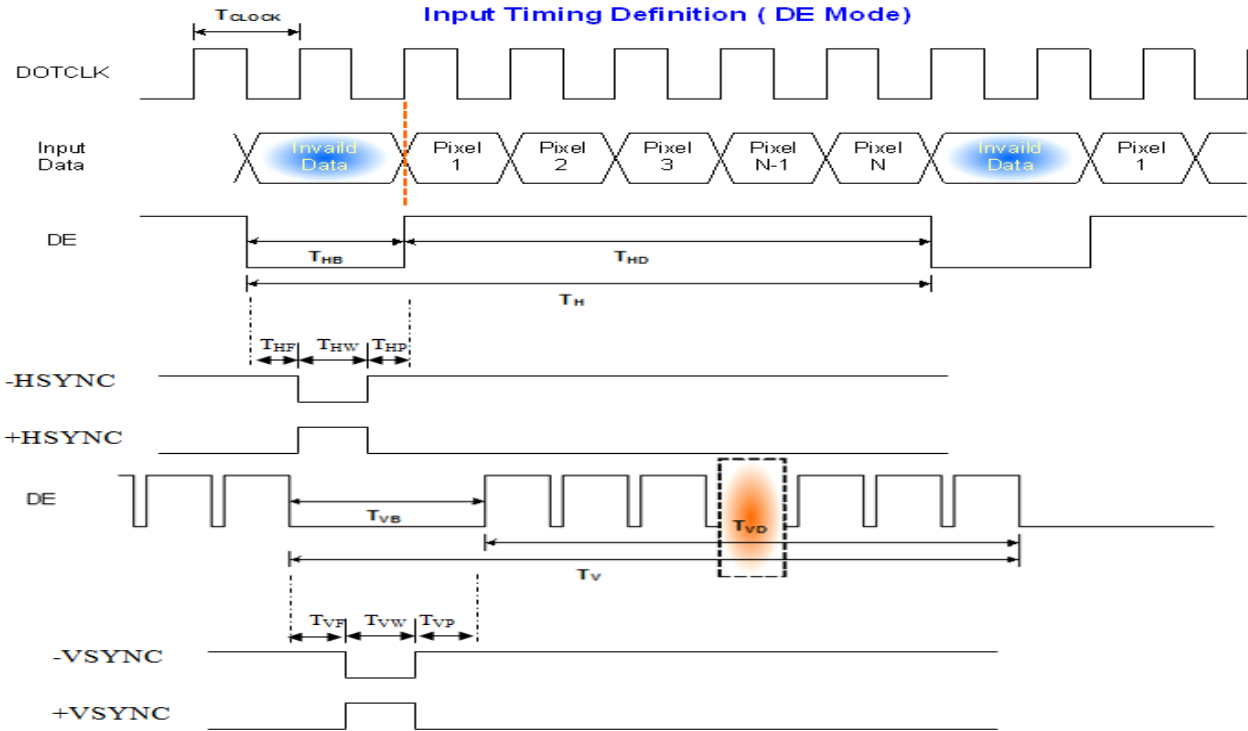 Input Timing Definition ( DE Mode)
TCLOCK
DOTCLK
Input
Data
Invaild
Data
Pixel
1
Pixel
2
Pixel
3
Pixel
N-1
Pixel
N
Invaild
Data
Pixel
1
DE
THB
THD
TH
THF
THW
THP
-HSYNC
+HSYNC
DE
TVB
TVD
TV
TVF
TVW
TVP
-VSYNC
+VSYNC